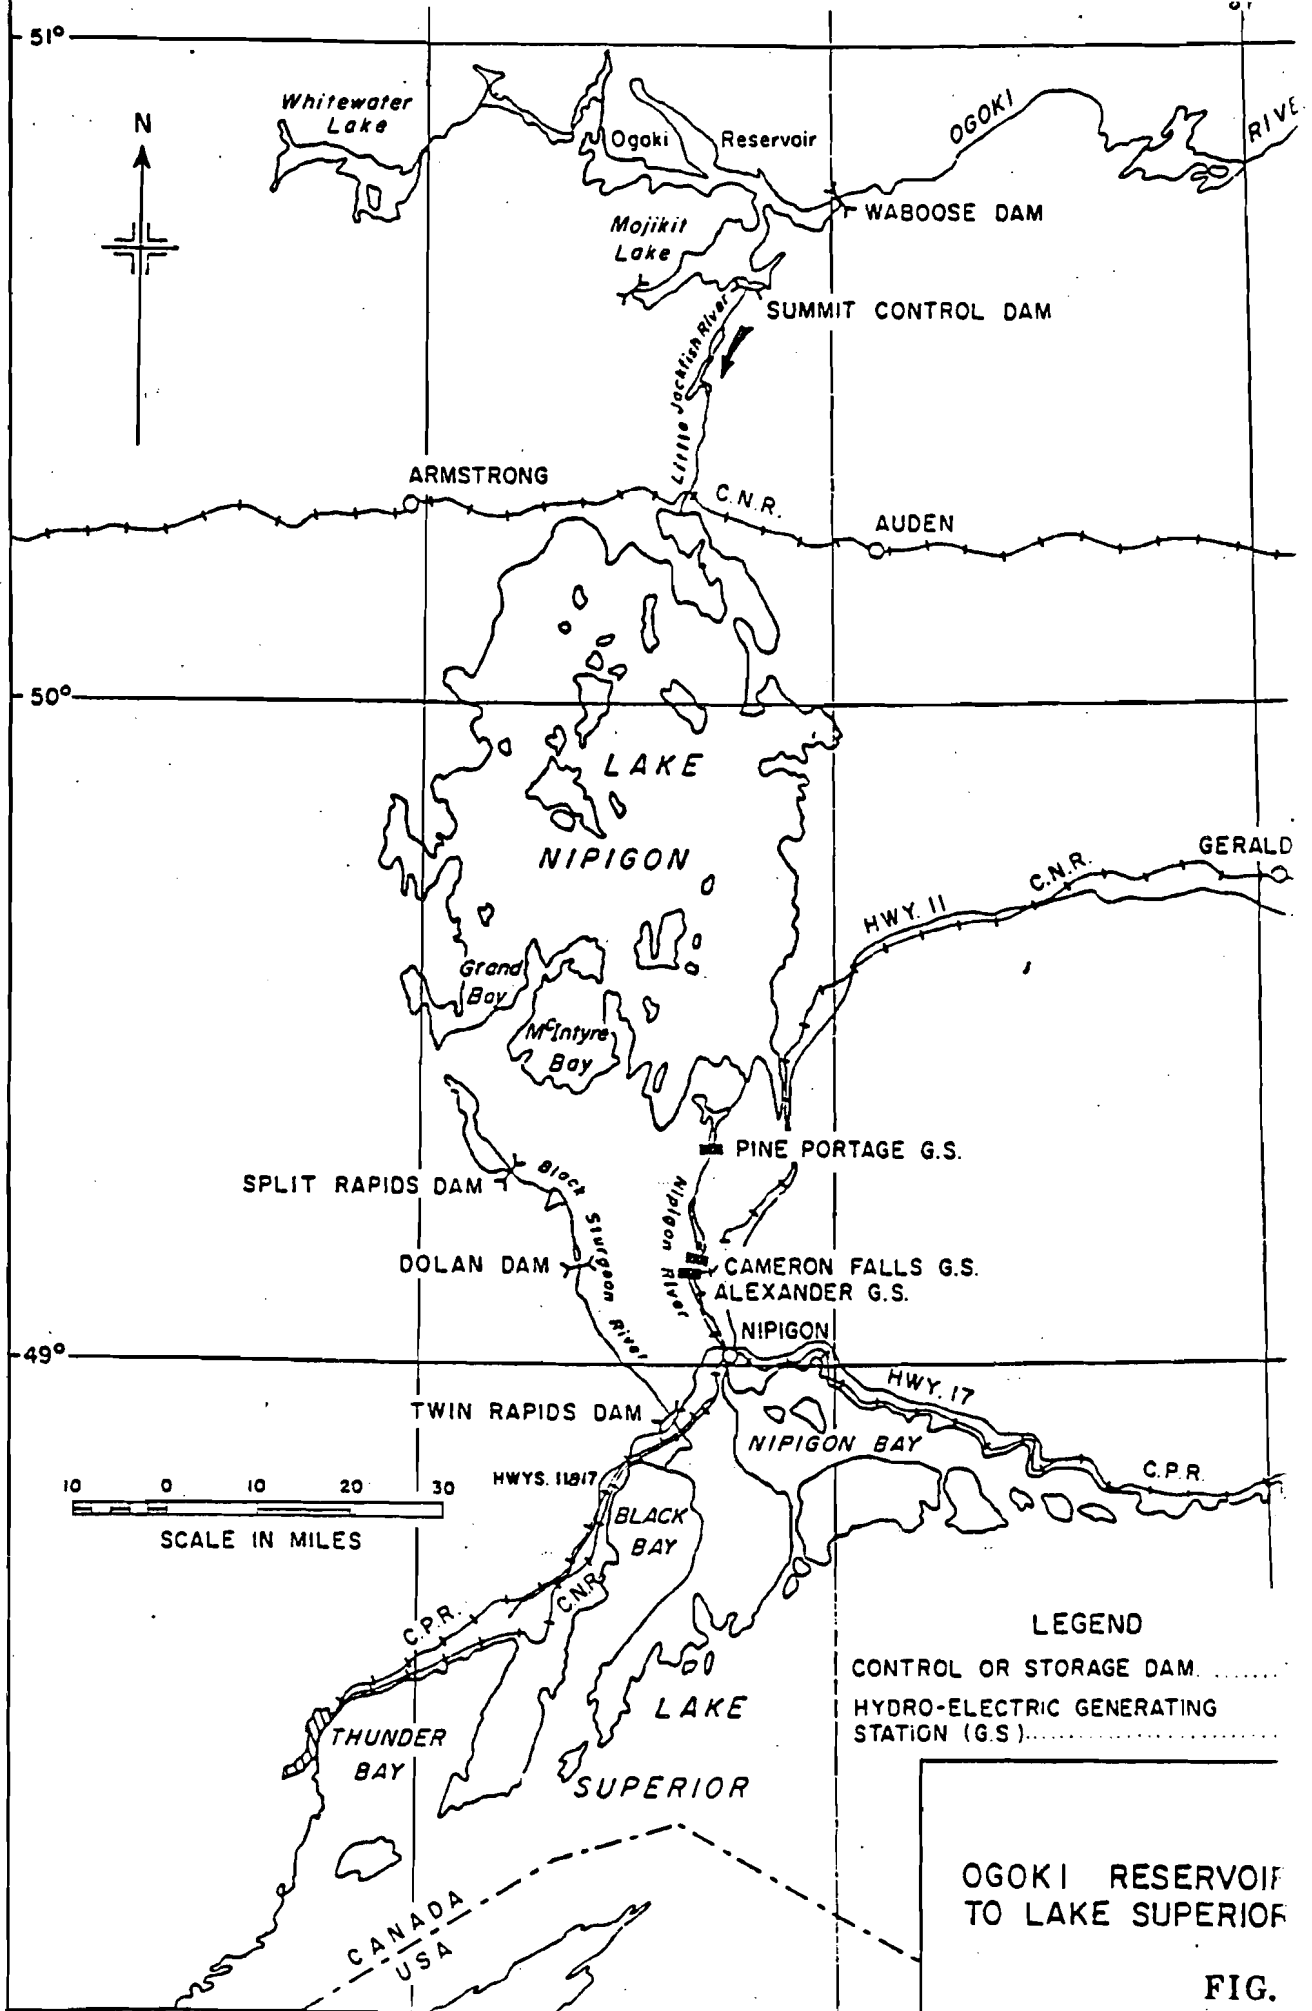 51°
Whitewater
Lake
N
Ogoki
Reservoir
OGOKI
RIVE
WABOOSE DAM
Mojikit
Lake
SUMMIT CONTROL DAM
Little Jackfish River
ARMSTRONG
C.N.R.
AUDEN
50°
LAKE
NIPIGON
GERALD
C.N.R.
HWY. 11
Grand
Bay
McIntyre
Bay
PINE PORTAGE G.S.
SPLIT RAPIDS DAM
Black Sturgeon River
Nipigon River
DOLAN DAM
CAMERON FALLS G.S.
ALEXANDER G.S.
NIPIGON
49°
HWY. 17
TWIN RAPIDS DAM
NIPIGON BAY
C.P.R.
HWYS. 11&17
10 0 10 20 30
SCALE IN MILES
BLACK
BAY
C.N.R.
C.P.R.
LEGEND
CONTROL OR STORAGE DAM.......
HYDRO-ELECTRIC GENERATING
STATION (G.S.)..........................
LAKE
SUPERIOR
THUNDER
BAY
CANADA
USA
OGOKI RESERVOIR
TO LAKE SUPERIOR
FIG.